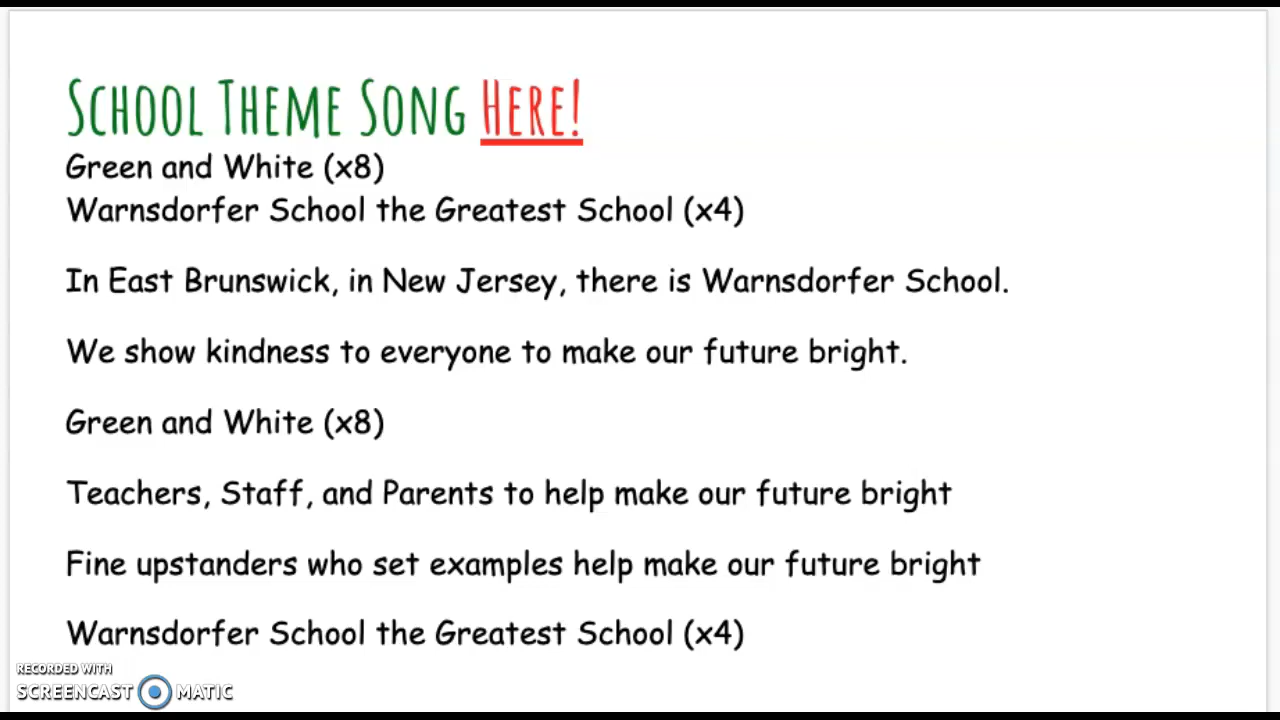 School Theme Song Here!
Green and White (x8)
Warnsdorfer School the Greatest School (x4)
In East Brunswick, in New Jersey, there is Warnsdorfer School.
We show kindness to everyone to make our future bright.
Green and White (x8)
Teachers, Staff, and Parents to help make our future bright
Fine upstanders who set examples help make our future bright
Warnsdorfer School the Greatest School (x4)
RECORDED WITH
SCREENCAST MATIC